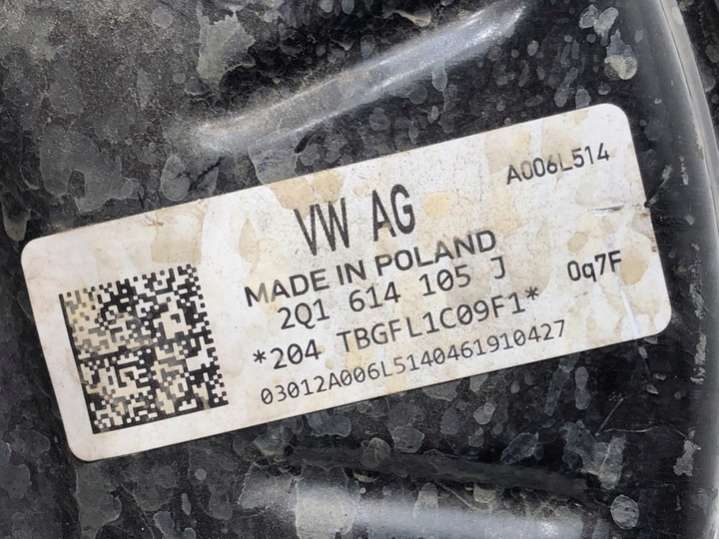 A006L514
VW AG
MADE IN POLAND
2Q1 614 105 J
0q7F
*204 TBGFL1C09F1*
03012A006L5140461910427